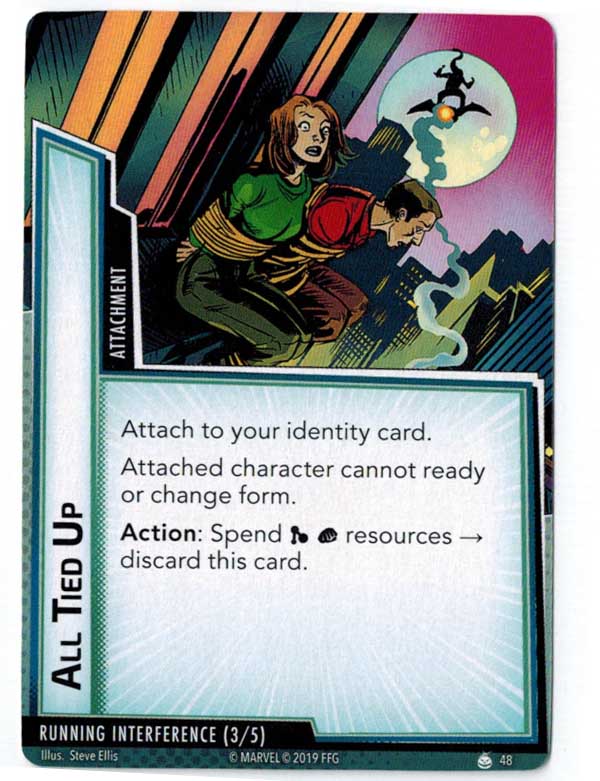 ATTACHMENT
ALL TIED UP
Attach to your identity card.
Attached character cannot ready
or change form.
Action: Spend resources →
discard this card.
RUNNING INTERFERENCE (3/5)
Illus. Steve Ellis
© MARVEL © 2019 FFG
48